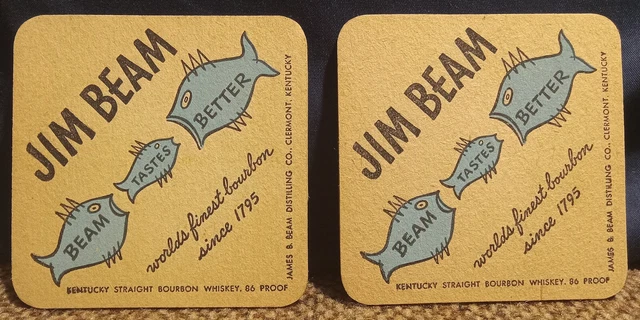 JIM BEAM
BEAM
TASTES
BETTER
worlds finest bourbon
since 1795
KENTUCKY STRAIGHT BOURBON WHISKEY, 86 PROOF
JAMES B. BEAM DISTILLING CO., CLERMONT, KENTUCKY
JIM BEAM
BEAM
TASTES
BETTER
worlds finest bourbon
since 1795
KENTUCKY STRAIGHT BOURBON WHISKEY, 86 PROOF
JAMES B. BEAM DISTILLING CO., CLERMONT, KENTUCKY